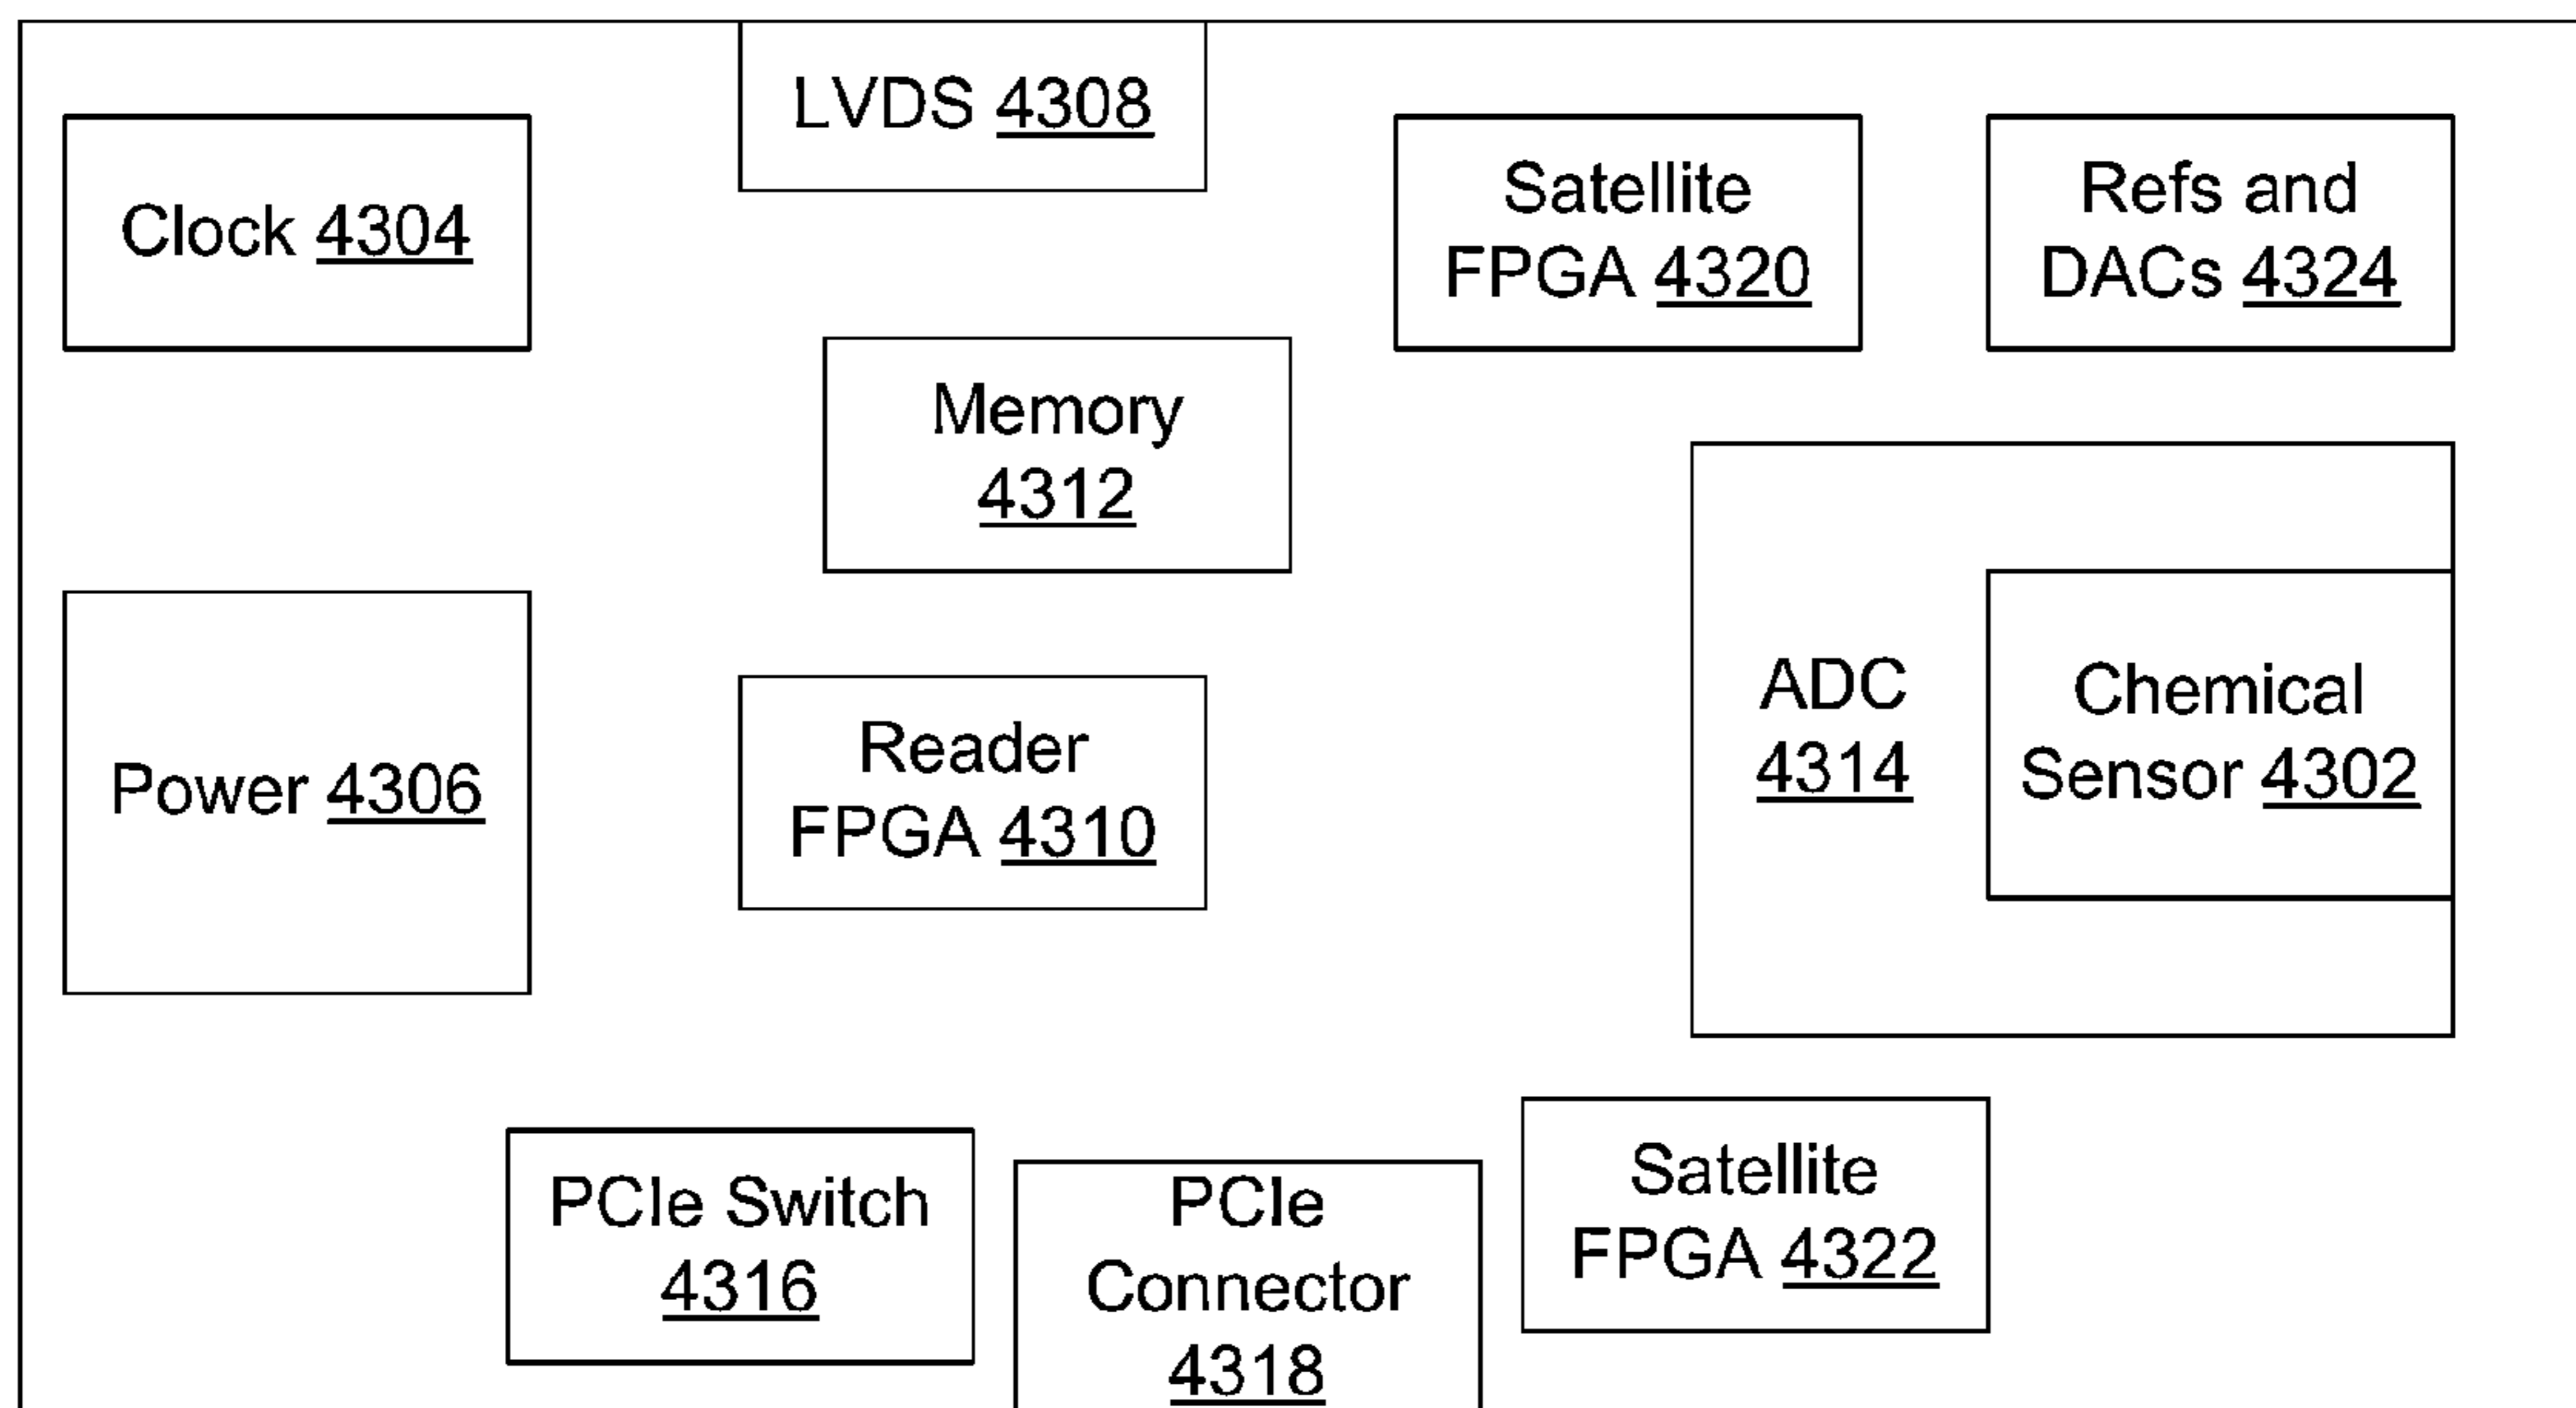 LVDS 4308
Clock 4304
Satellite
FPGA 4320
Refs and
DACs 4324
Memory
4312
Power 4306
Reader
FPGA 4310
ADC
4314
Chemical
Sensor 4302
PCIe Switch
4316
PCIe
Connector
4318
Satellite
FPGA 4322